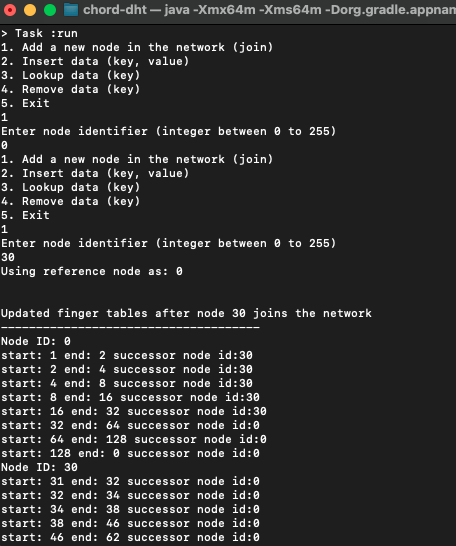 chord-dht — java -Xmx64m -Xms64m -Dorg.gradle.appnam
> Task :run
1. Add a new node in the network (join)
2. Insert data (key, value)
3. Lookup data (key)
4. Remove data (key)
5. Exit
1
Enter node identifier (integer between 0 to 255)
0
1. Add a new node in the network (join)
2. Insert data (key, value)
3. Lookup data (key)
4. Remove data (key)
5. Exit
1
Enter node identifier (integer between 0 to 255)
30
Using reference node as: 0
Updated finger tables after node 30 joins the network
-------------------------------------
Node ID: 0
start: 1 end: 2 successor node id:30
start: 2 end: 4 successor node id:30
start: 4 end: 8 successor node id:30
start: 8 end: 16 successor node id:30
start: 16 end: 32 successor node id:30
start: 32 end: 64 successor node id:0
start: 64 end: 128 successor node id:0
start: 128 end: 0 successor node id:0
Node ID: 30
start: 31 end: 32 successor node id:0
start: 32 end: 34 successor node id:0
start: 34 end: 38 successor node id:0
start: 38 end: 46 successor node id:0
start: 46 end: 62 successor node id:0